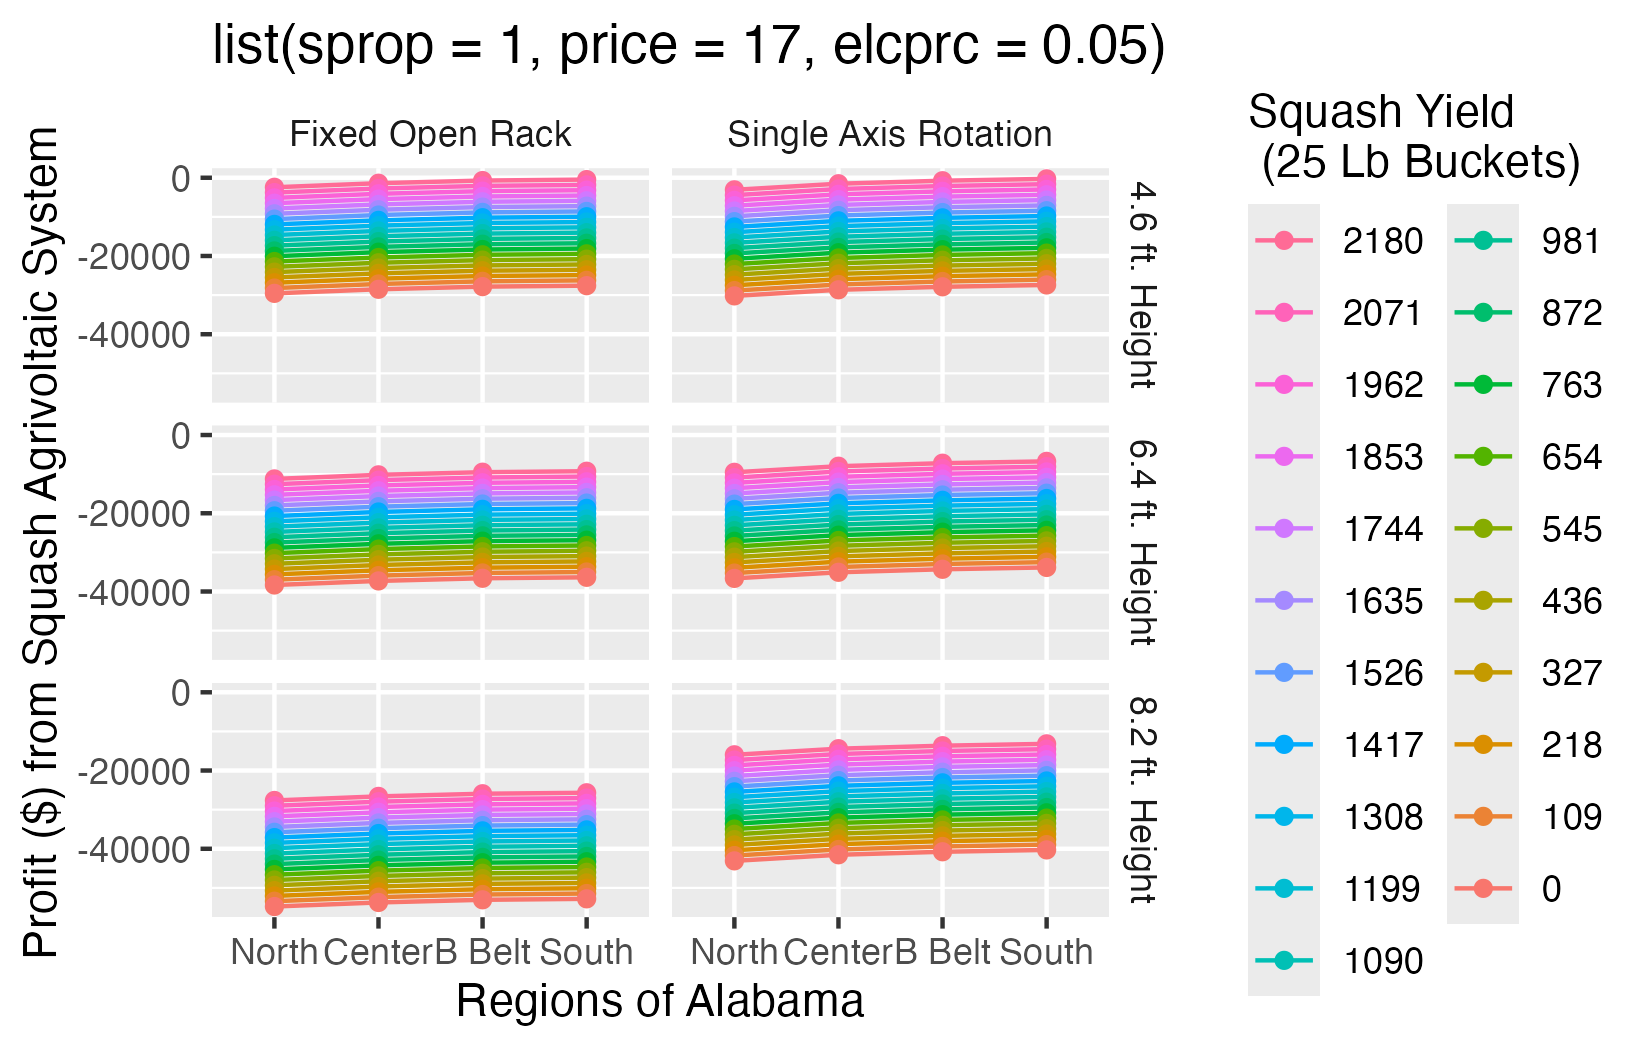 list(sprop = 1, price = 17, elcprc = 0.05)
Profit ($) from Squash Agrivoltaic System
Fixed Open Rack
Single Axis Rotation
0
-20000
-40000
4.6 ft. Height
0
-20000
-40000
6.4 ft. Height
0
-20000
-40000
8.2 ft. Height
North Center B Belt South
North Center B Belt South
Regions of Alabama
Squash Yield
(25 Lb Buckets)
2180
2071
1962
1853
1744
1635
1526
1417
1308
1199
1090
981
872
763
654
545
436
327
218
109
0